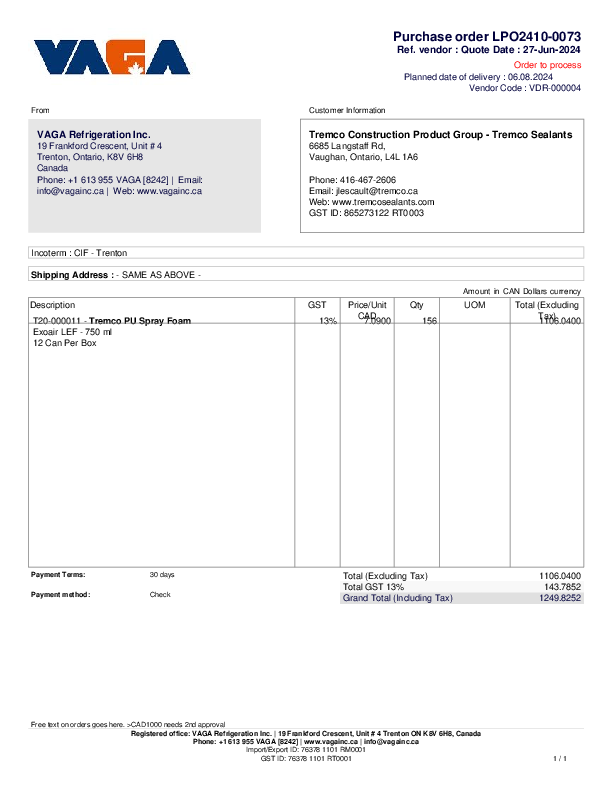 VAGA
Purchase order LPO2410-0073
Ref. vendor : Quote Date : 27-Jun-2024
Order to process
Planned date of delivery : 06.08.2024
Vendor Code : VDR-000004
From
VAGA Refrigeration Inc.
19 Frankford Crescent, Unit # 4
Trenton, Ontario, K8V 6H8
Canada
Phone: +1 613 955 VAGA [8242] | Email:
info@vagainc.ca | Web: www.vagainc.ca
Customer Information
Tremco Construction Product Group - Tremco Sealants
6685 Langstaff Rd,
Vaughan, Ontario, L4L 1A6
Phone: 416-467-2606
Email: jlescault@tremco.ca
Web: www.tremcosealants.com
GST ID: 865273122 RT0003
Incoterm : CIF - Trenton
Shipping Address : - SAME AS ABOVE -
Amount in CAN Dollars currency
Description GST Price/Unit CAD Qty UOM Total (Excluding Tax)
T20-000011 - Tremco PU Spray Foam 13% 7.0900 156 1106.0400
Exoair LEF - 750 ml
12 Can Per Box
Payment Terms: 30 days
Payment method: Check
Total (Excluding Tax) 1106.0400
Total GST 13% 143.7852
Grand Total (Including Tax) 1249.8252
Free text on orders goes here. >CAD1000 needs 2nd approval
Registered office: VAGA Refrigeration Inc. | 19 Frankford Crescent, Unit # 4 Trenton ON K8V 6H8, Canada
Phone: +1 613 955 VAGA [8242] | www.vagainc.ca | info@vagainc.ca
Import/Export ID: 76378 1101 RM0001
GST ID: 76378 1101 RT0001
1 / 1